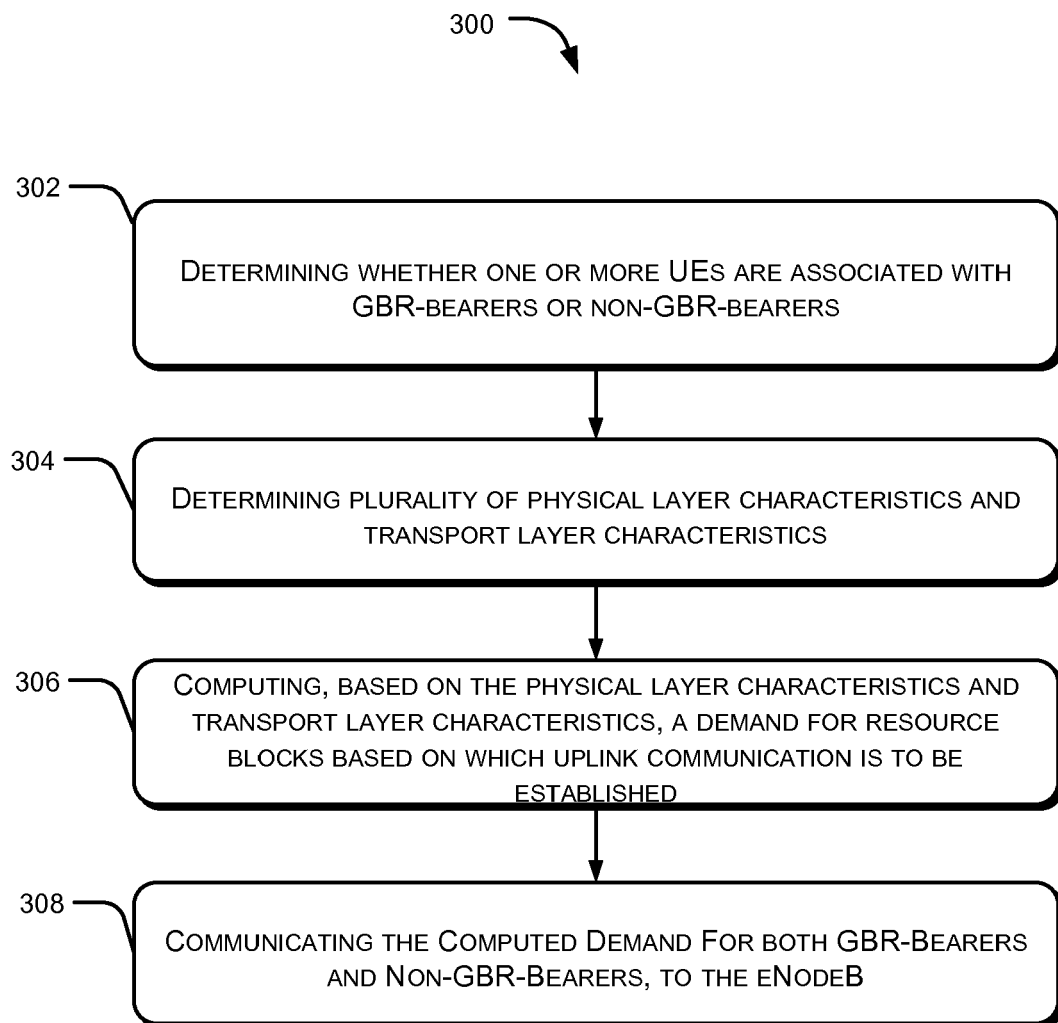 300
302
DETERMINING WHETHER ONE OR MORE UES ARE ASSOCIATED WITH
GBR-BEARERS OR NON-GBR-BEARERS
304
DETERMINING PLURALITY OF PHYSICAL LAYER CHARACTERISTICS AND
TRANSPORT LAYER CHARACTERISTICS
306
COMPUTING, BASED ON THE PHYSICAL LAYER CHARACTERISTICS AND
TRANSPORT LAYER CHARACTERISTICS, A DEMAND FOR RESOURCE
BLOCKS BASED ON WHICH UPLINK COMMUNICATION IS TO BE
ESTABLISHED
308
COMMUNICATING THE COMPUTED DEMAND FOR BOTH GBR-BEARERS
AND NON-GBR-BEARERS, TO THE ENODEB